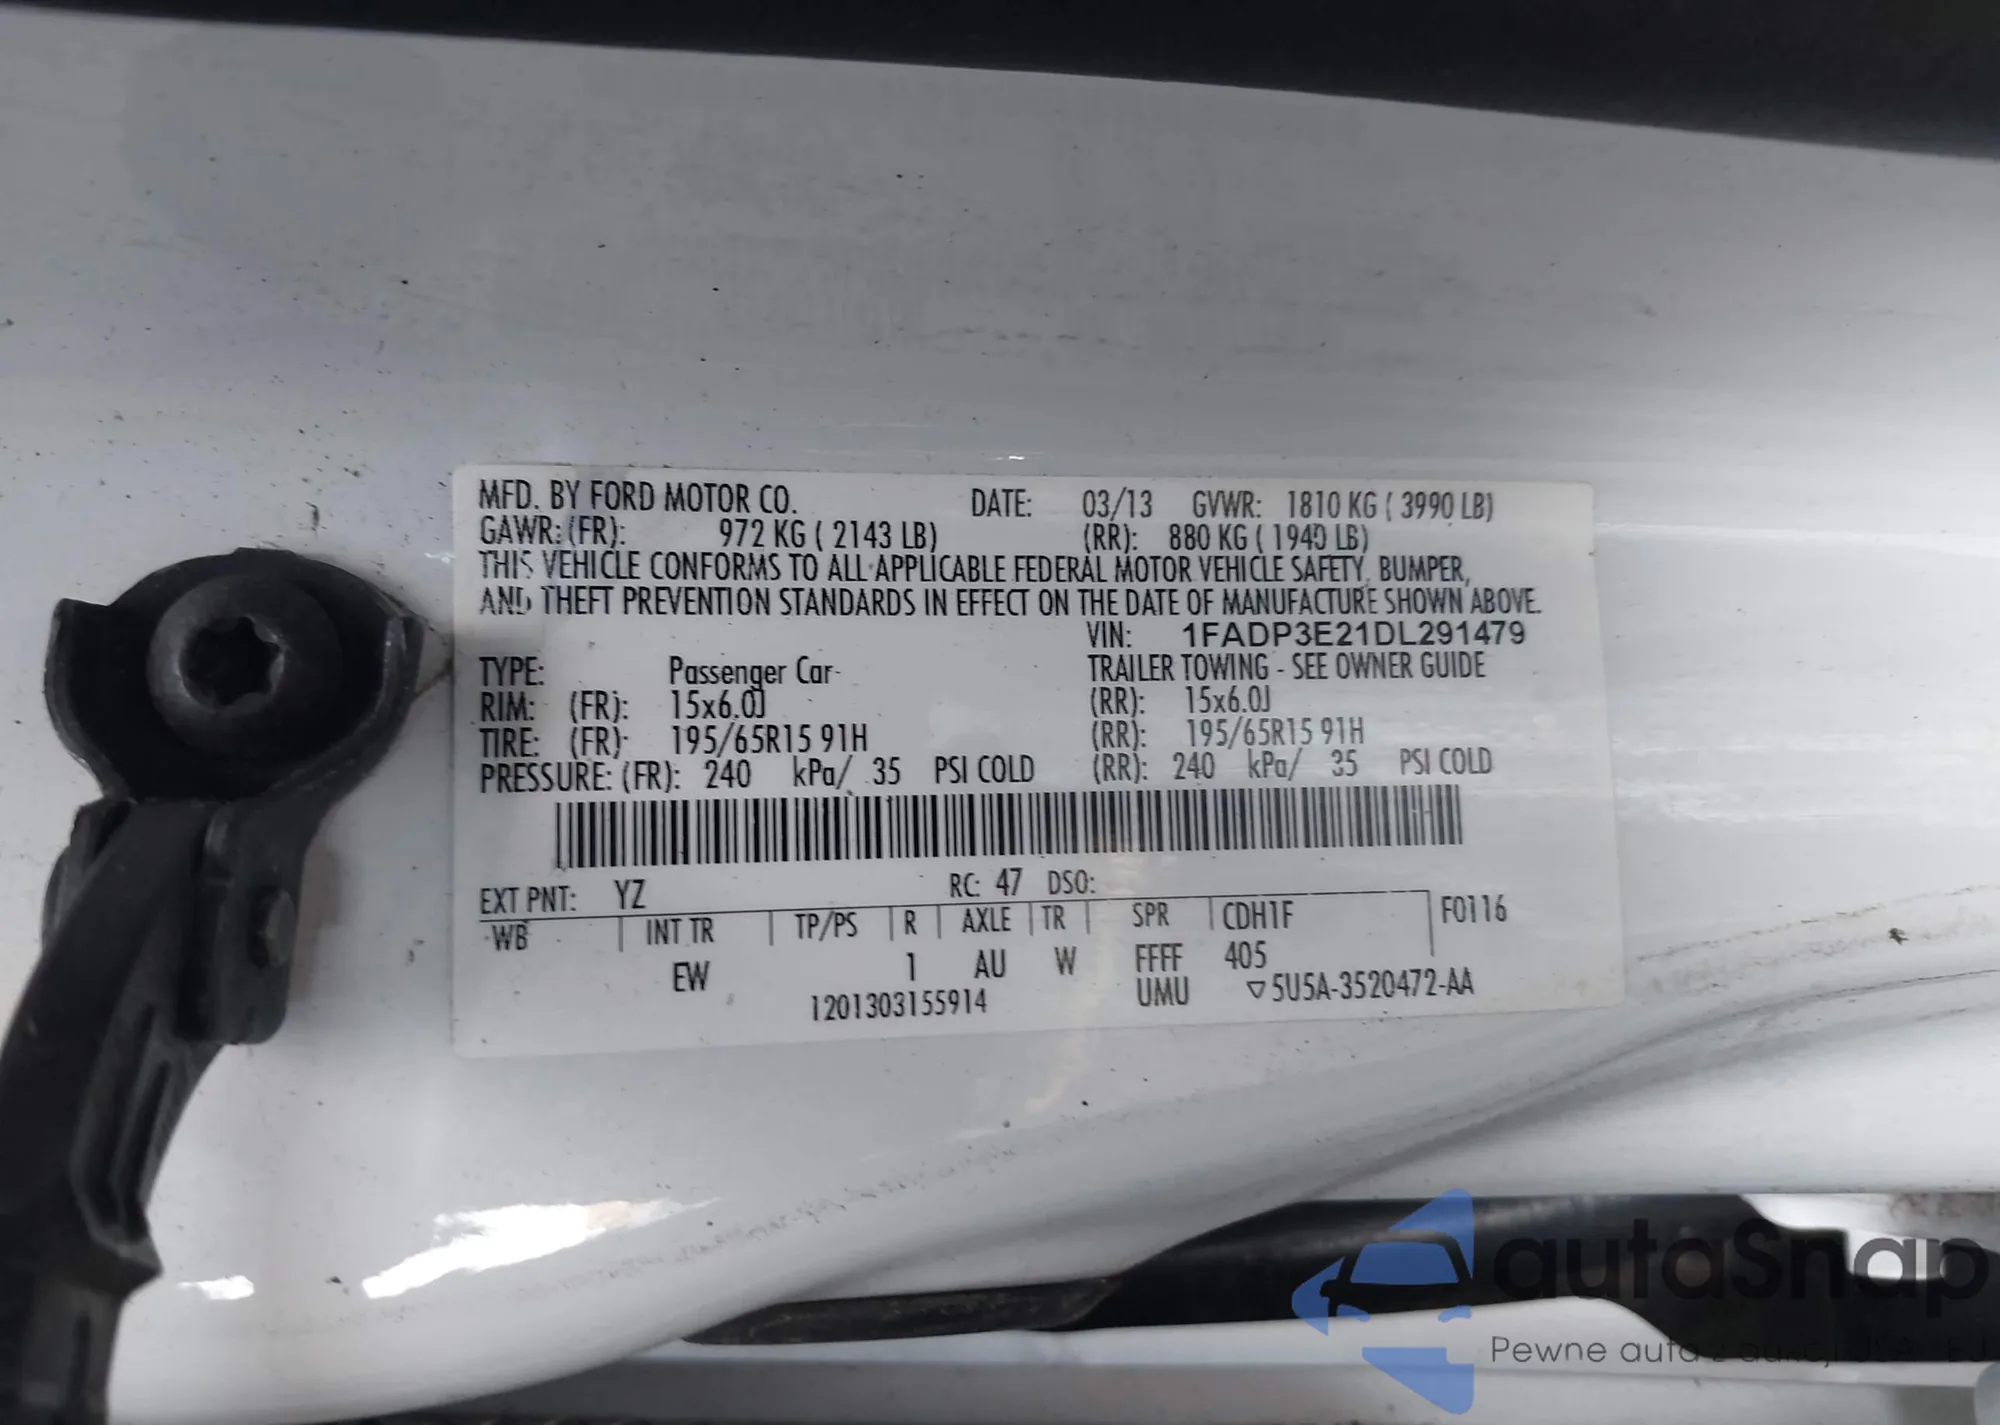 MFD. BY FORD MOTOR CO. DATE: 03/13 GVWR: 1810 KG ( 3990 LB)
GAWR: (FR): 972 KG ( 2143 LB) (RR): 880 KG ( 1940 LB)
THIS VEHICLE CONFORMS TO ALL APPLICABLE FEDERAL MOTOR VEHICLE SAFETY, BUMPER,
AND THEFT PREVENTION STANDARDS IN EFFECT ON THE DATE OF MANUFACTURE SHOWN ABOVE.
VIN: 1FADP3E21DL291479
TYPE: Passenger Car TRAILER TOWING - SEE OWNER GUIDE
RIM: (FR): 15x6.0J (RR): 15x6.0J
TIRE: (FR): 195/65R15 91H (RR): 195/65R15 91H
PRESSURE: (FR): 240 kPa/ 35 PSI COLD (RR): 240 kPa/ 35 PSI COLD
EXT PNT: YZ RC: 47 DSO:
WB INT TR TP/PS R AXLE TR SPR CDH1F F0116
EW 1 AU W FFFF 405
1201303155914 UMU ▽5U5A-3520472-AA
autaSnap
Pewne auta z aukcji USA